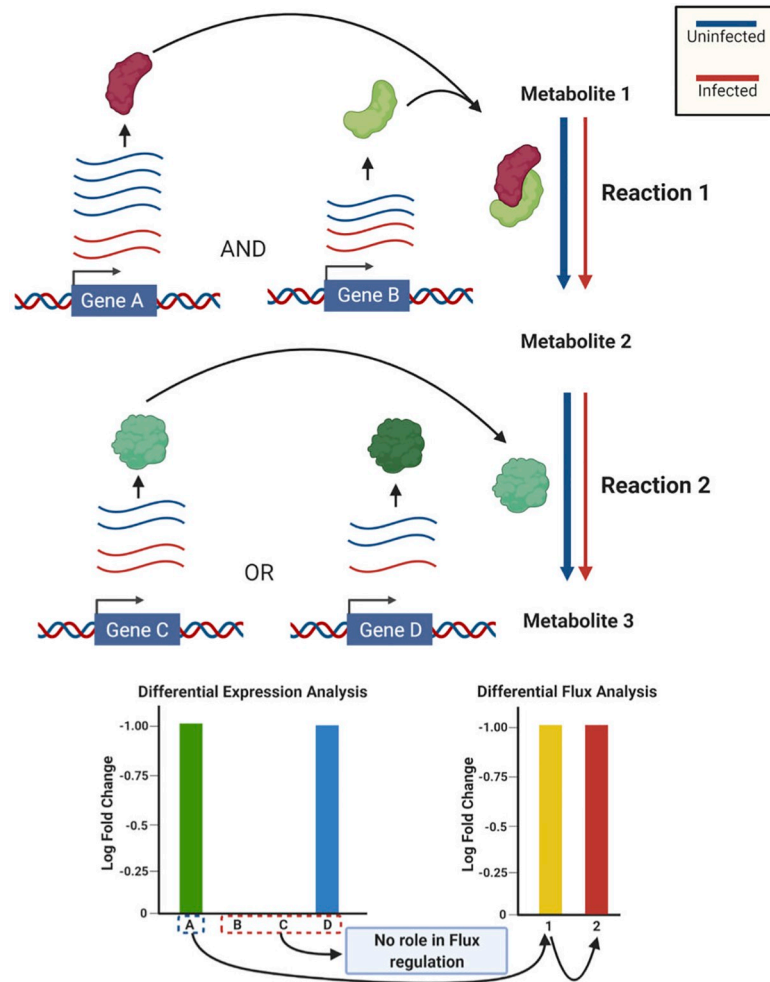 Uninfected
Infected
Metabolite 1
Reaction 1
AND
Gene A
Gene B
Metabolite 2
Reaction 2
OR
Gene C
Gene D
Metabolite 3
Differential Expression Analysis
Differential Flux Analysis
Log Fold Change
-1.00
-0.75
-0.5
-0.25
0
A B C D
Log Fold Change
-1.00
-0.75
-0.5
-0.25
0
1 2
No role in Flux
regulation